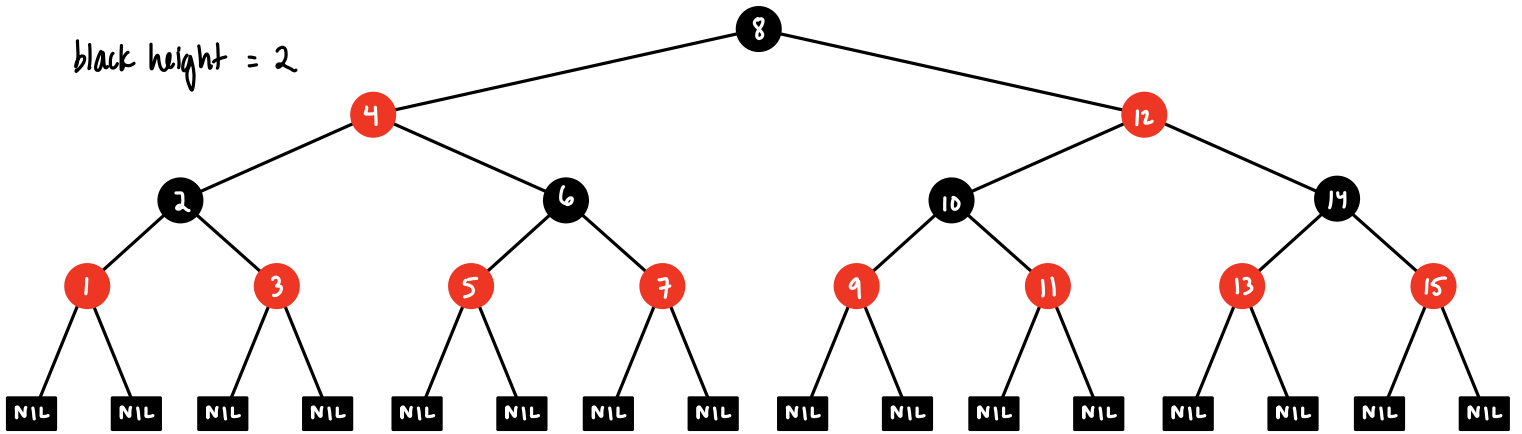 black height = 2
8
4 12
2 6 10 14
1 3 5 7 9 11 13 15
NIL NIL NIL NIL NIL NIL NIL NIL NIL NIL NIL NIL NIL NIL NIL NIL